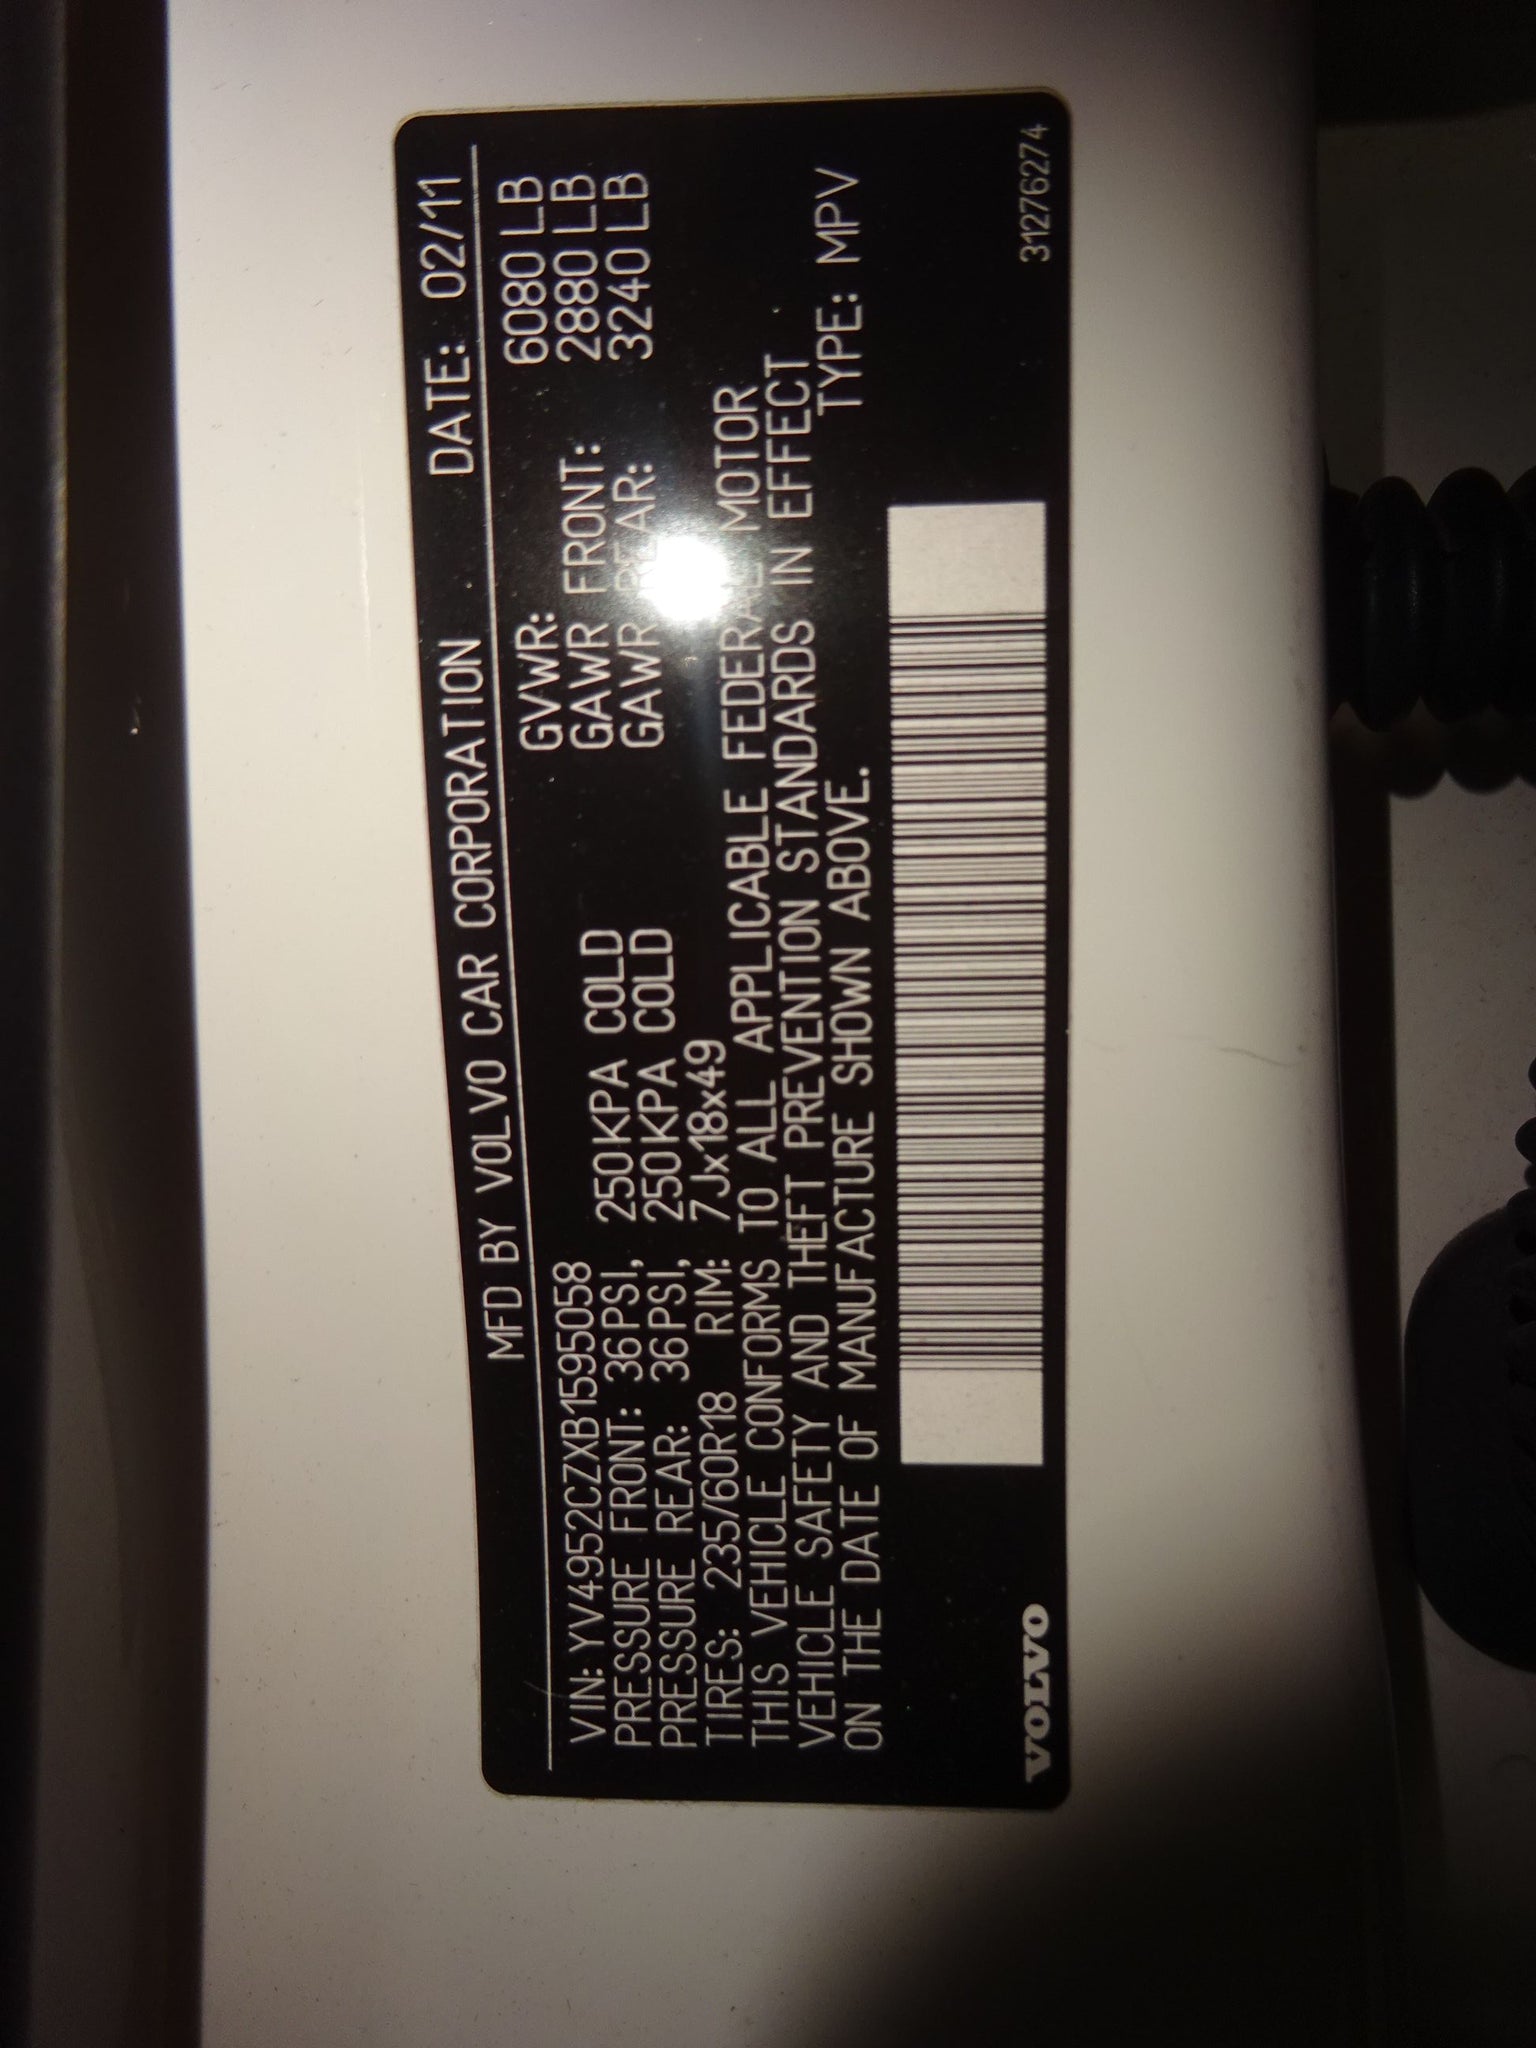 MFD BY VOLVO CAR CORPORATION DATE: 02/11
VIN: YV4952CZXB1595058 GVWR: 6080 LB
PRESSURE FRONT: 36PSI, 250KPA COLD GAWR FRONT: 2880 LB
PRESSURE REAR: 36PSI, 250KPA COLD GAWR REAR: 3240 LB
TIRES: 235/60R18 RIM: 7Jx18x49
THIS VEHICLE CONFORMS TO ALL APPLICABLE FEDERAL MOTOR
VEHICLE SAFETY AND THEFT PREVENTION STANDARDS IN EFFECT
ON THE DATE OF MANUFACTURE SHOWN ABOVE. TYPE: MPV
VOLVO 31276274